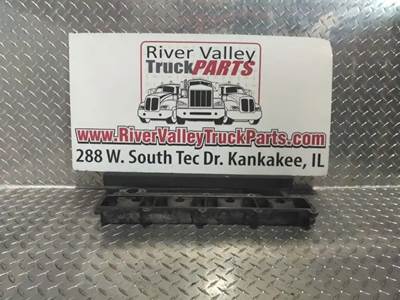 River Valley
TruckPARTS
www.RiverValleyTruckParts.com
288 W. South Tec Dr. Kankakee, IL